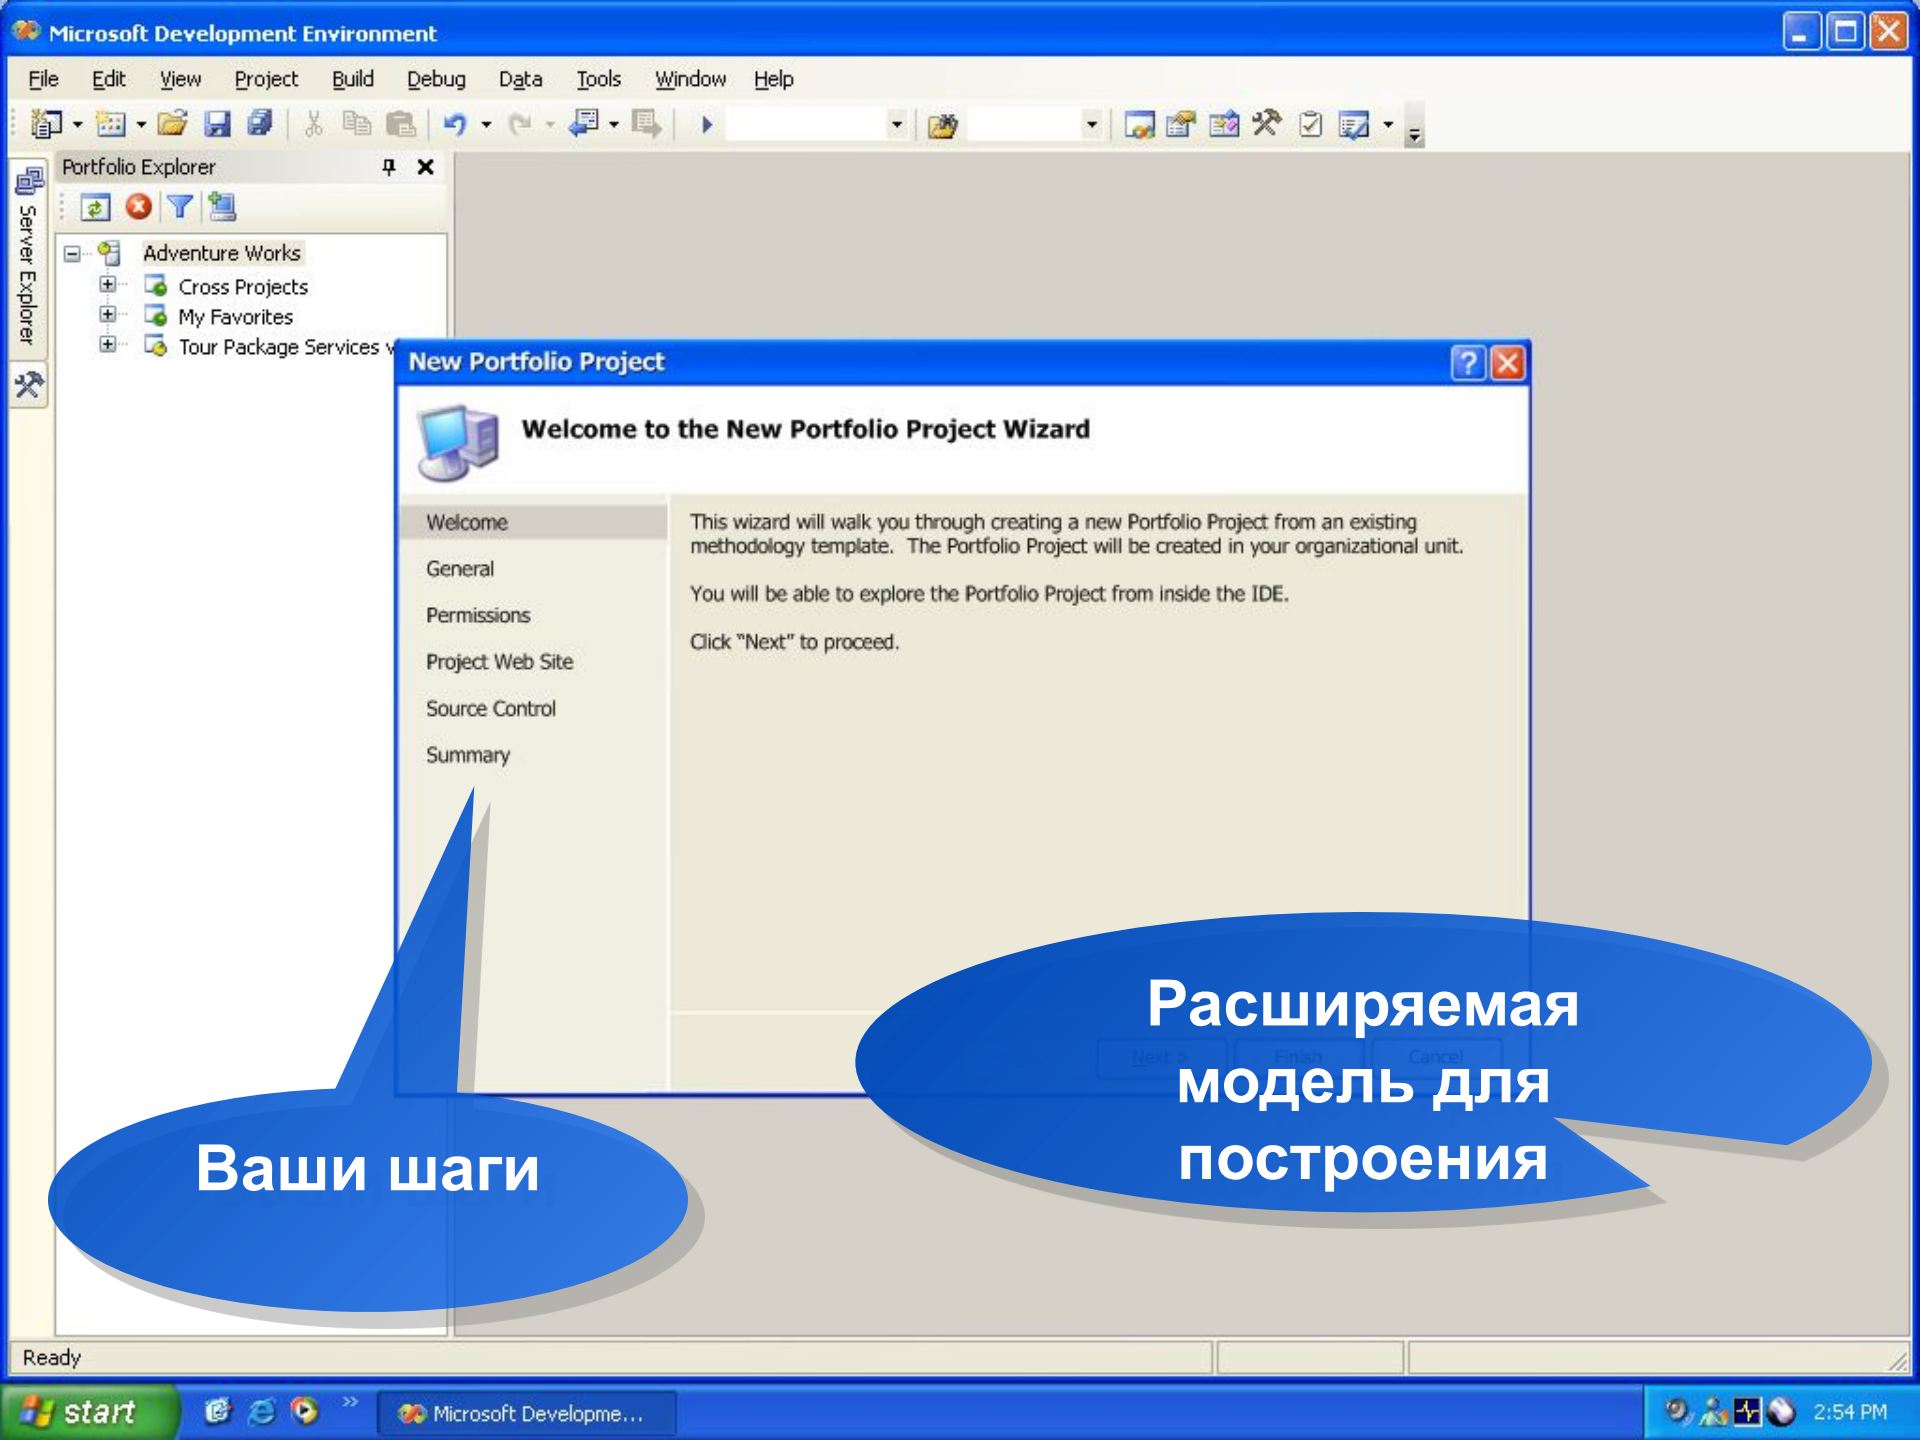 Microsoft Development Environment
File Edit View Project Build Debug Data Tools Window Help
Portfolio Explorer
Server Explorer
Adventure Works
Cross Projects
My Favorites
Tour Package Services v
New Portfolio Project
Welcome to the New Portfolio Project Wizard
Welcome
General
Permissions
Project Web Site
Source Control
Summary
This wizard will walk you through creating a new Portfolio Project from an existing
methodology template. The Portfolio Project will be created in your organizational unit.
You will be able to explore the Portfolio Project from inside the IDE.
Click "Next" to proceed.
Next > Finish Cancel
Расширяемая
модель для
построения
Ваши шаги
Ready
start
Microsoft Developme...
2:54 PM